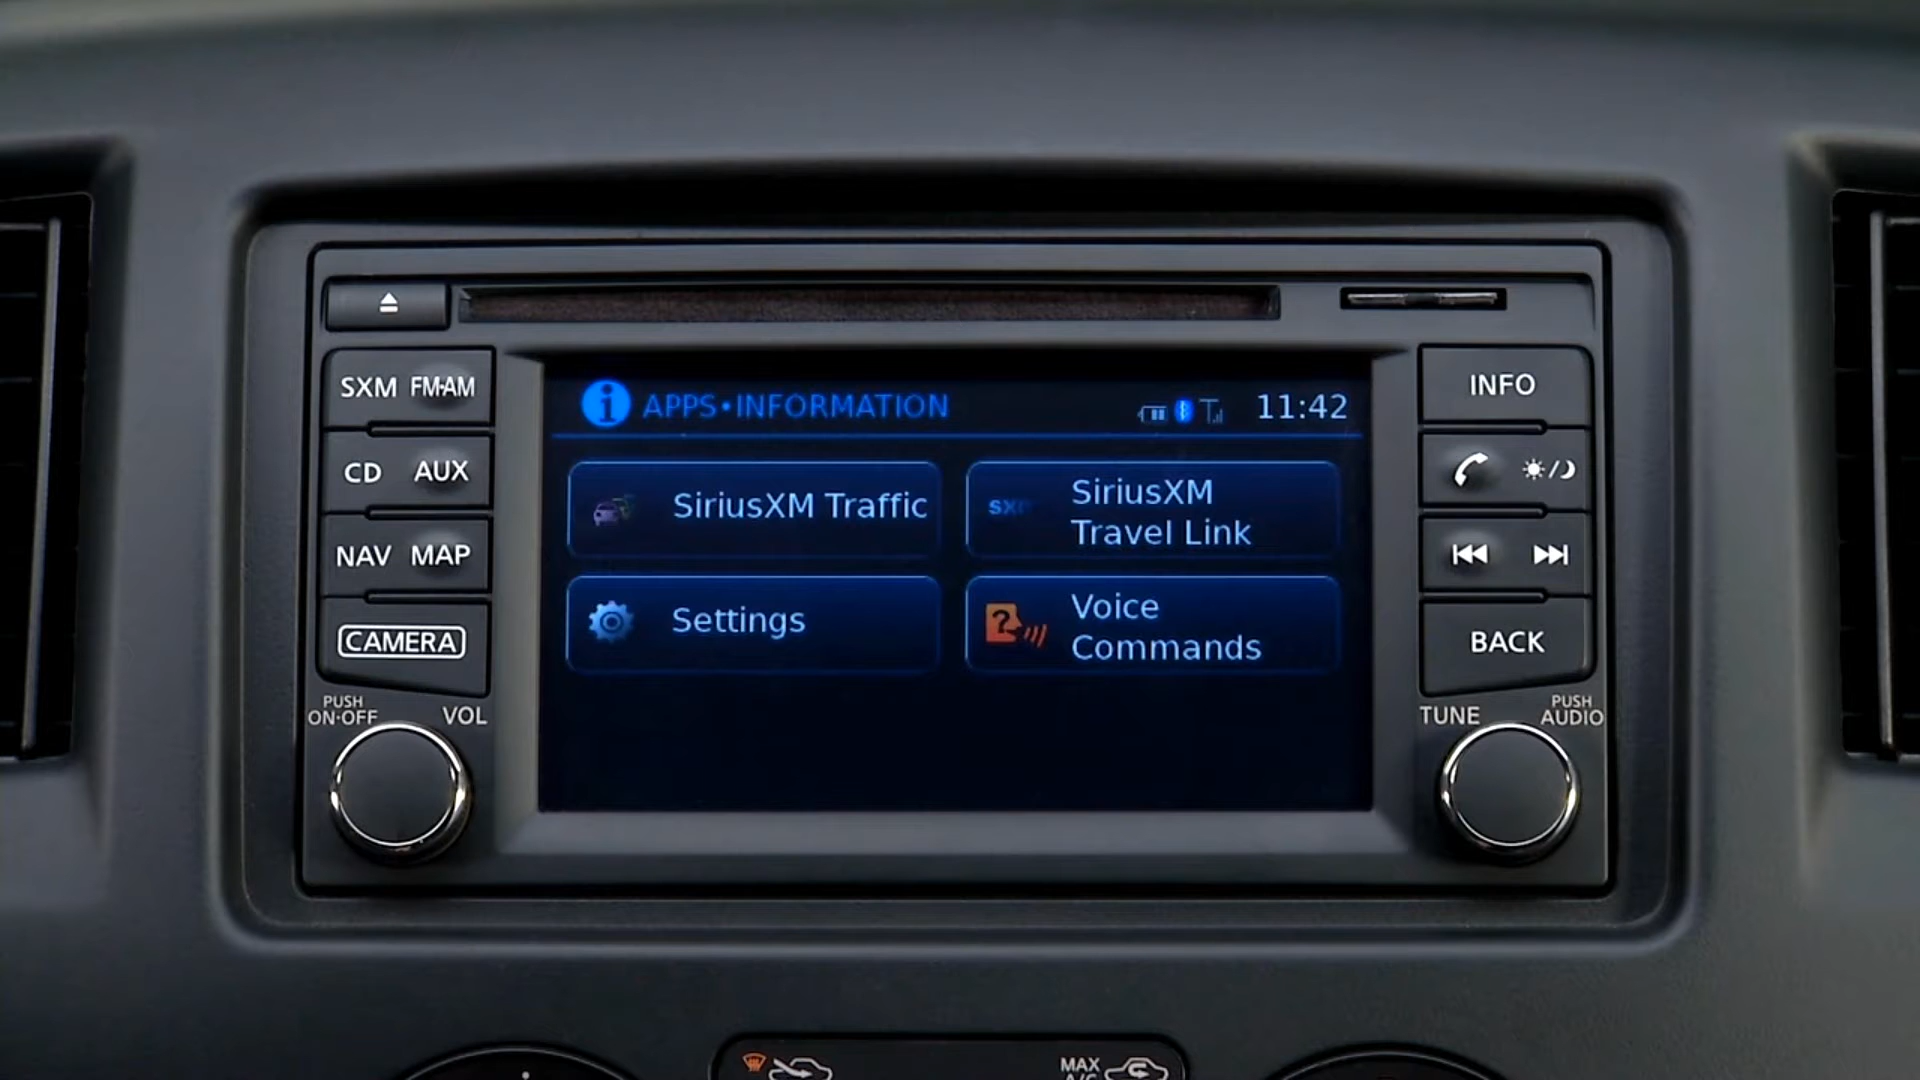 SXM FM·AM
CD AUX
NAV MAP
CAMERA
PUSH
ON·OFF
VOL
APPS•INFORMATION
11:42
SiriusXM Traffic
SiriusXM
Travel Link
Settings
Voice
Commands
INFO
BACK
TUNE
PUSH
AUDIO
MAX
A/C